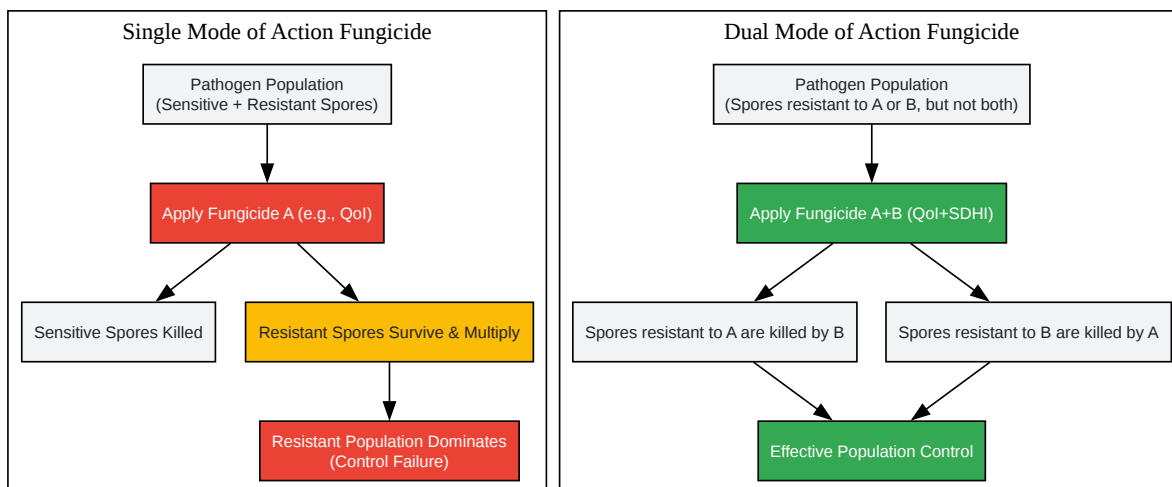 Single Mode of Action Fungicide
Pathogen Population
(Sensitive + Resistant Spores)
Apply Fungicide A (e.g., QoI)
Sensitive Spores Killed
Resistant Spores Survive & Multiply
Resistant Population Dominates
(Control Failure)
Dual Mode of Action Fungicide
Pathogen Population
(Spores resistant to A or B, but not both)
Apply Fungicide A+B (QoI+SDHI)
Spores resistant to A are killed by B
Spores resistant to B are killed by A
Effective Population Control